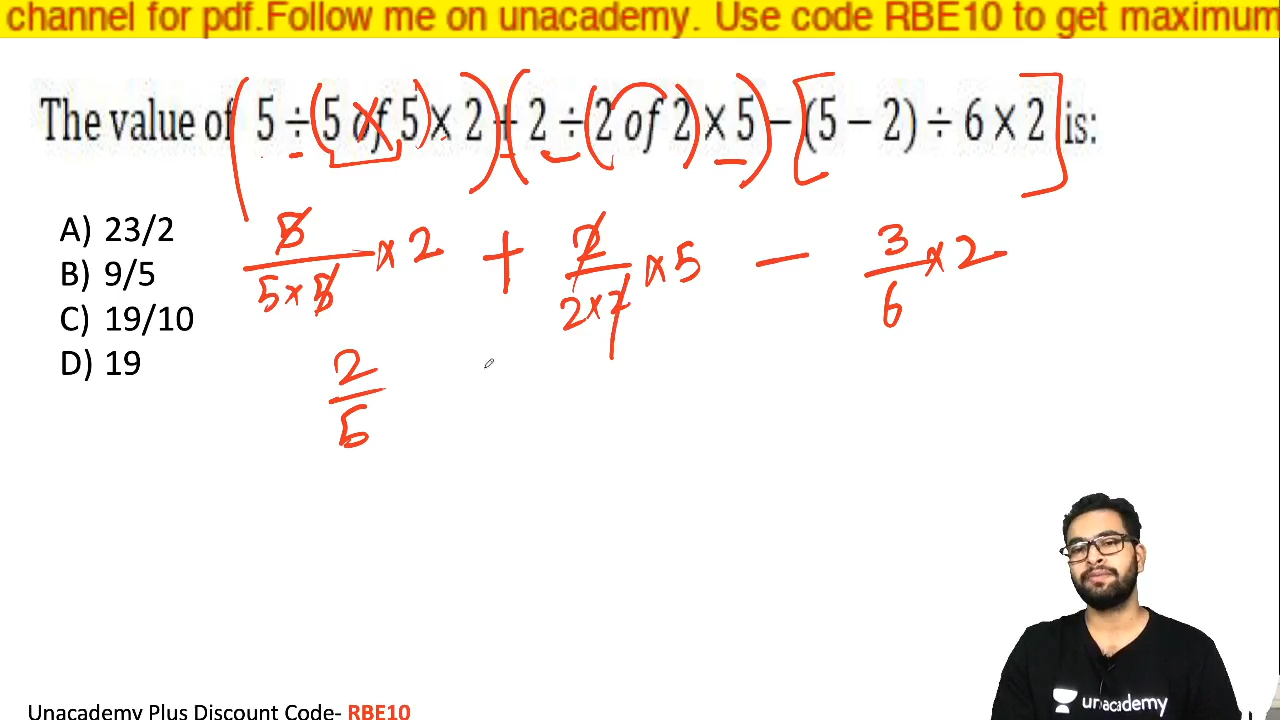 channel for pdf.Follow me on unacademy. Use code RBE10 to get maximum
The value of 5 ÷ (5 of 5) × 2 + 2 ÷ (2 of 2) × 5 − (5 − 2) ÷ 6 × 2 is:
A) 23/2
B) 9/5
C) 19/10
D) 19
5/(5×5) × 2 + 2/(2×2) × 5 − 3/6 × 2
2/5
unacademy
Unacademy Plus Discount Code- RBE10